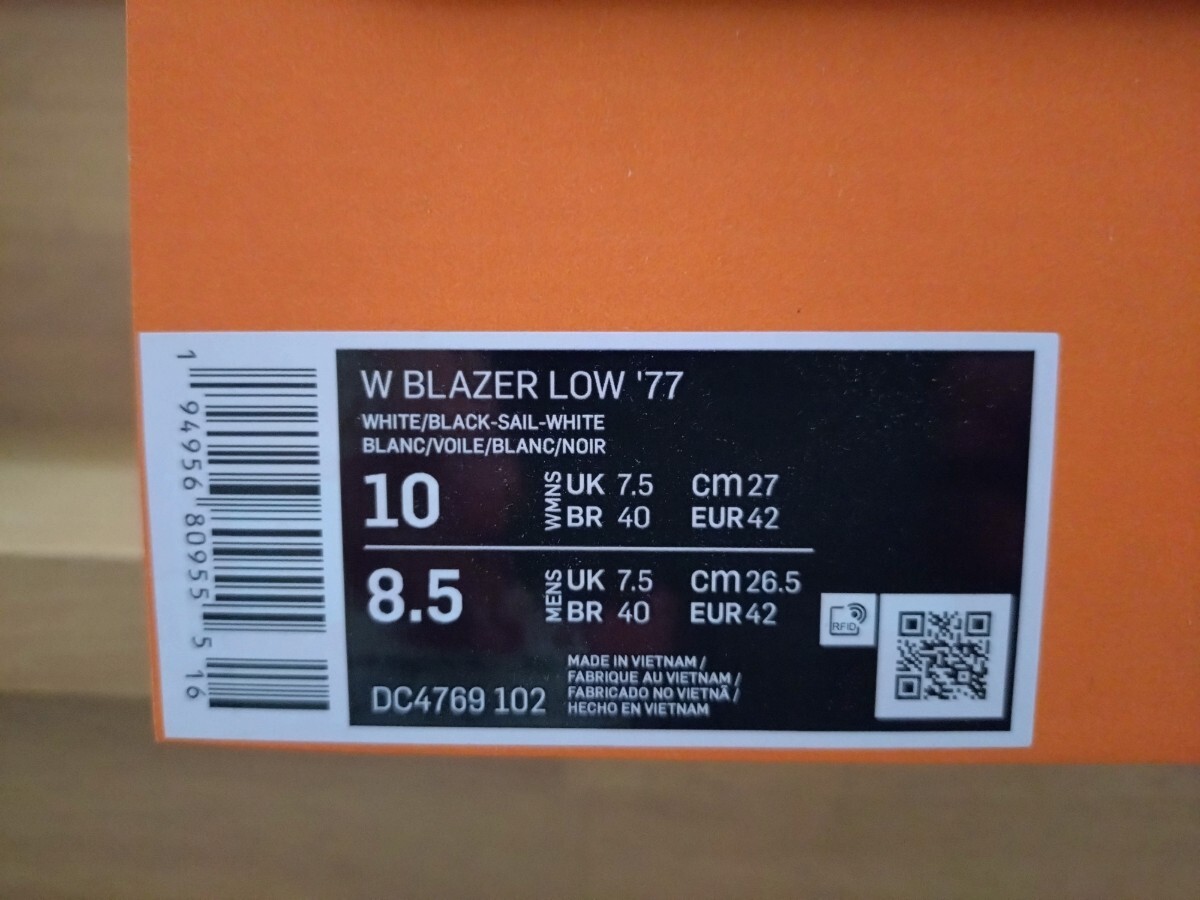 W BLAZER LOW '77
WHITE/BLACK-SAIL-WHITE
BLANC/VOILE/BLANC/NOIR
10 WMNS UK 7.5 cm 27
BR 40 EUR 42
8.5 MENS UK 7.5 cm 26.5
BR 40 EUR 42
MADE IN VIETNAM /
FABRIQUE AU VIETNAM /
FABRICADO NO VIETNÃ /
HECHO EN VIETNAM
DC4769 102
RFID
1 94956 80955 5 16